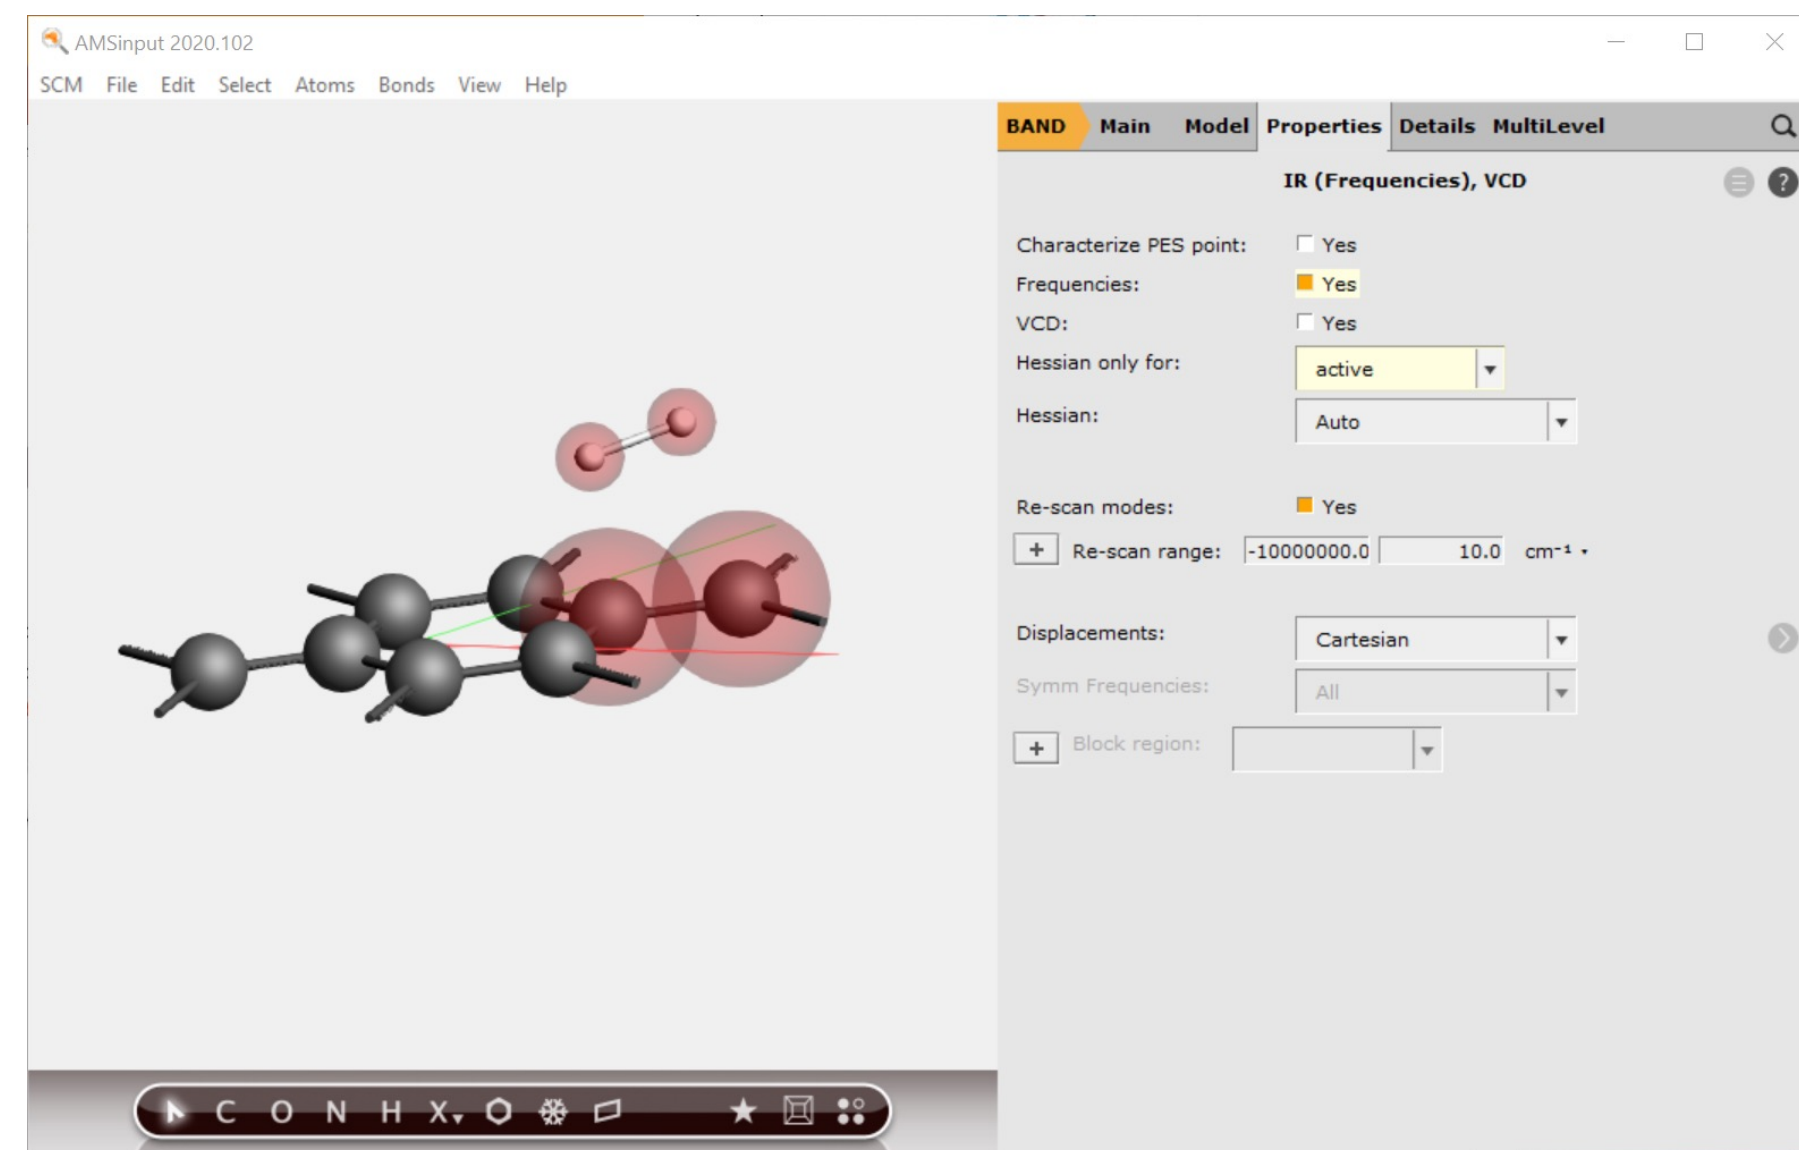 AMSinput 2020.102
SCM File Edit Select Atoms Bonds View Help
BAND Main Model Properties Details MultiLevel
IR (Frequencies), VCD
?
Characterize PES point: Yes
Frequencies: Yes
VCD: Yes
Hessian only for: active
Hessian: Auto
Re-scan modes: Yes
+ Re-scan range: -10000000.0 10.0 cm⁻¹
Displacements: Cartesian
Symm Frequencies: All
+ Block region:
C O N H X